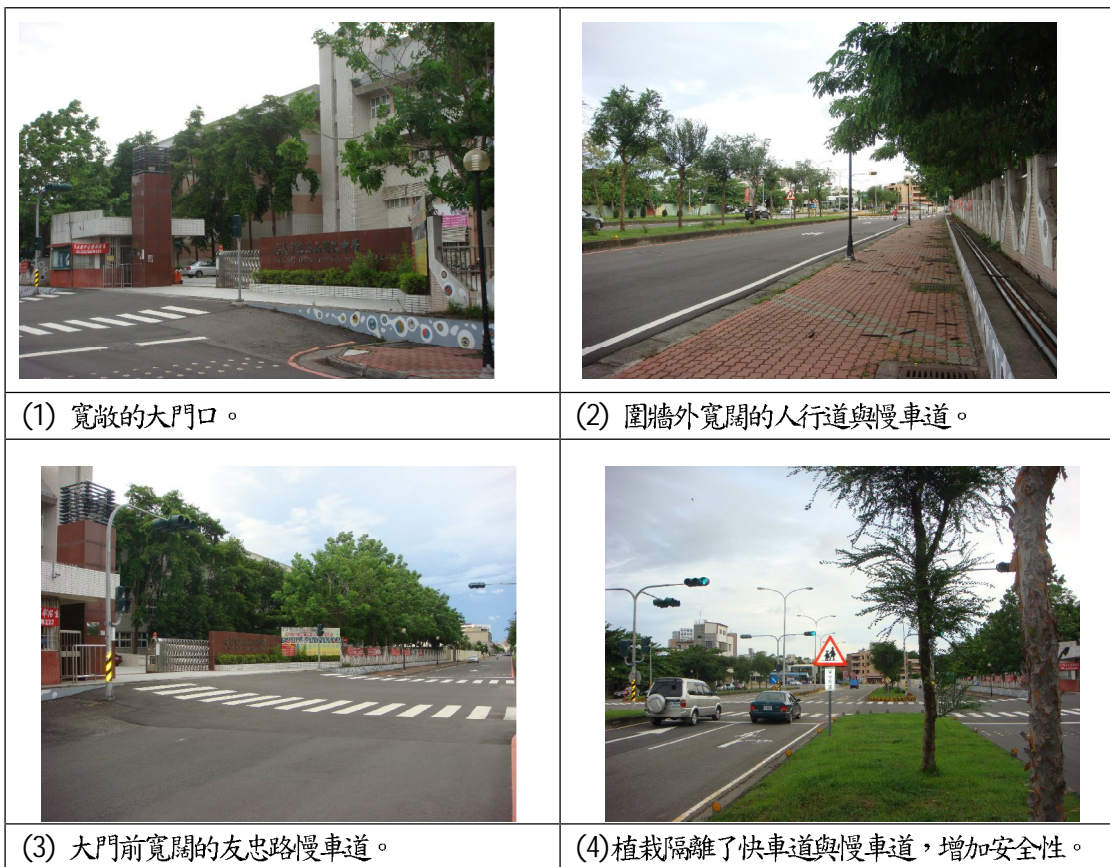 (1) 寬敞的大門口。
(2) 圍牆外寬闊的人行道與慢車道。
(3) 大門前寬闊的友忠路慢車道。
(4)植栽隔離了快車道與慢車道，增加安全性。